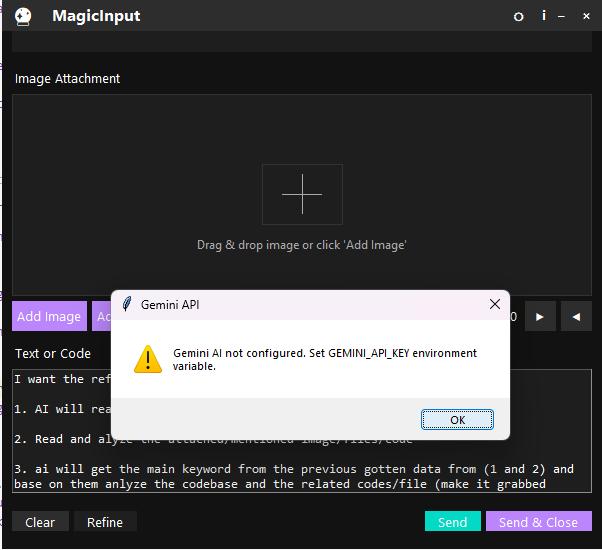 MagicInput
Image Attachment
Drag & drop image or click 'Add Image'
Add Image
0
Gemini API
Gemini AI not configured. Set GEMINI_API_KEY environment
variable.
OK
Text or Code
I want the ref
1. AI will rea
2. Read and alyze the attached/mentioned image/files/code
3. ai will get the main keyword from the previous gotten data from (1 and 2) and
base on them anlyze the codebase and the related codes/file (make it grabbed
Clear
Refine
Send
Send & Close